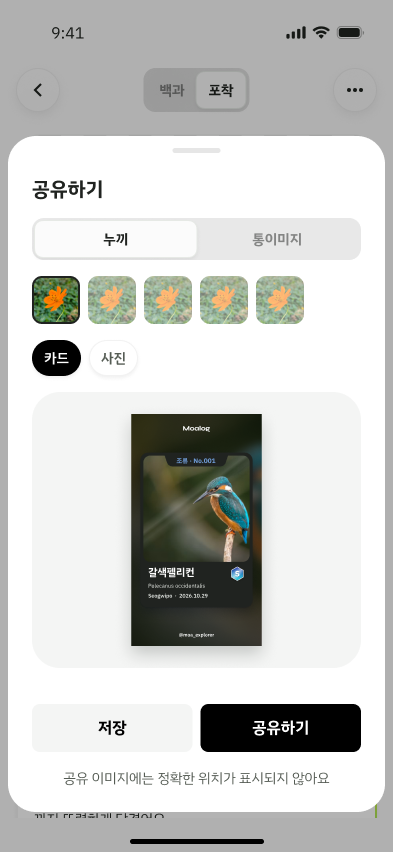 9:41
백과 포착
공유하기
누끼 통이미지
카드 사진
Moalog
조류 · No.001
갈색펠리컨
Pelecanus occidentalis
Seogwipo · 2026.10.29
@moa_explorer
저장 공유하기
공유 이미지에는 정확한 위치가 표시되지 않아요